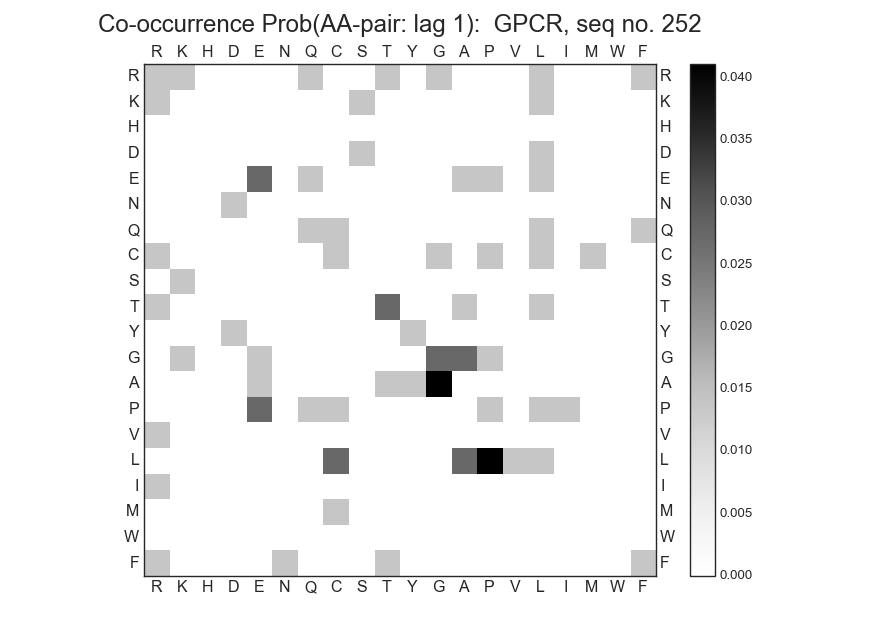 Co-occurrence Prob(AA-pair: lag 1):  GPCR, seq no. 252
R K H D E N Q C S T Y G A P V L I M W F
R R
K K
H H
D D
E E
N N
Q Q
C C
S S
T T
Y Y
G G
A A
P P
V V
L L
I I
M M
W W
F F
R K H D E N Q C S T Y G A P V L I M W F
0.040
0.035
0.030
0.025
0.020
0.015
0.010
0.005
0.000